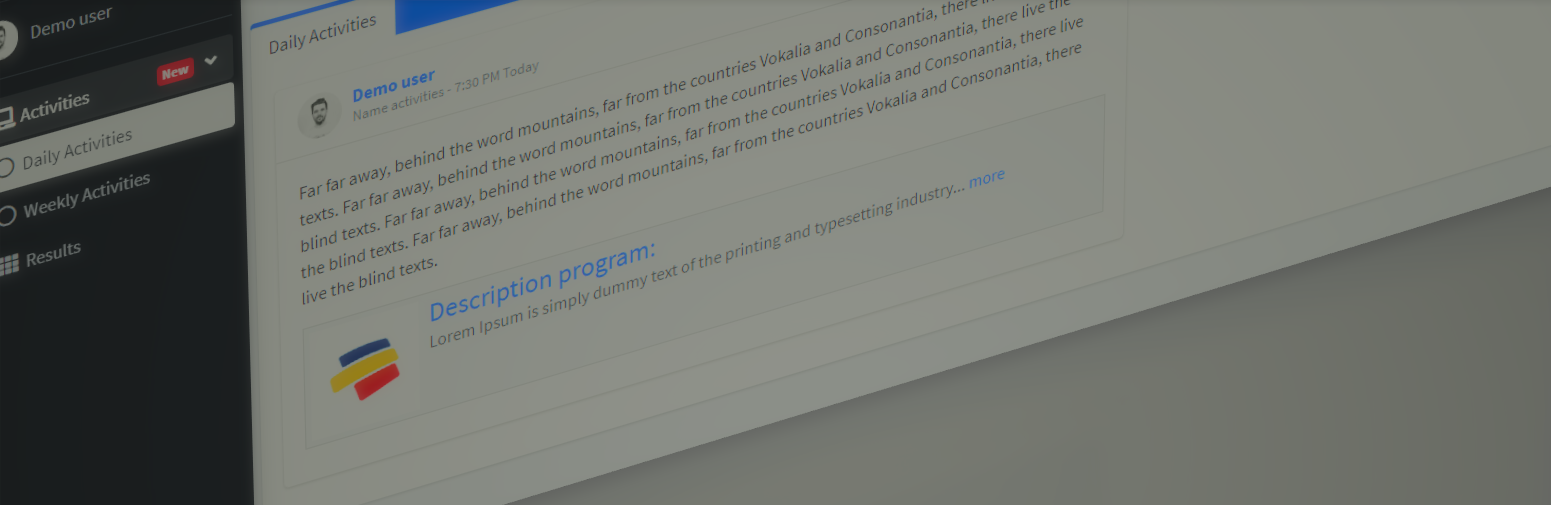 Demo user
Activities
New
Daily Activities
Weekly Activities
Results
Daily Activities
Demo user
Name activities - 7:30 PM Today
Far far away, behind the word mountains, far from the countries Vokalia and Consonantia, there
texts. Far far away, behind the word mountains, far from the countries Vokalia and Consonantia, there live the
blind texts. Far far away, behind the word mountains, far from the countries Vokalia and Consonantia, there live
the blind texts. Far far away, behind the word mountains, far from the countries Vokalia and Consonantia, there
live the blind texts.
Description program:
Lorem Ipsum is simply dummy text of the printing and typesetting industry... more